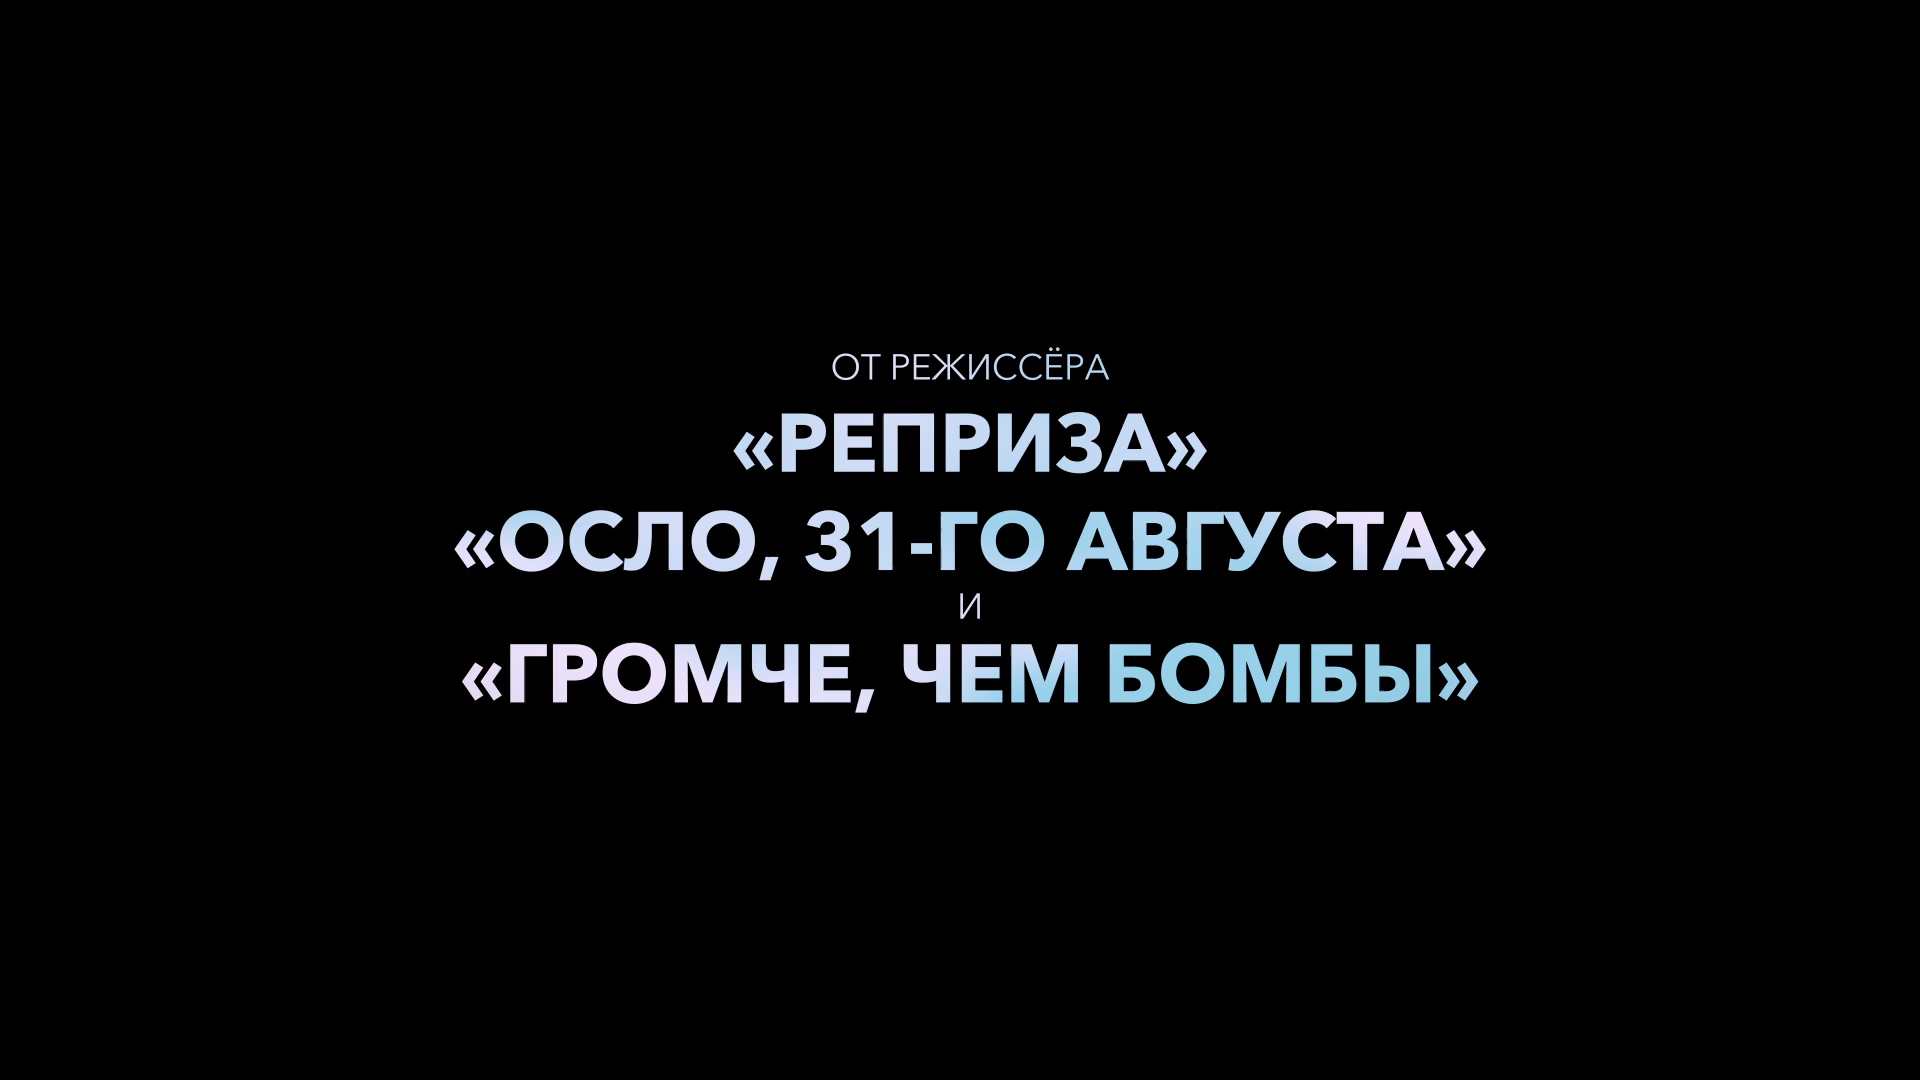 ОТ РЕЖИССЁРА
«РЕПРИЗА»
«ОСЛО, 31-ГО АВГУСТА»
И
«ГРОМЧЕ, ЧЕМ БОМБЫ»